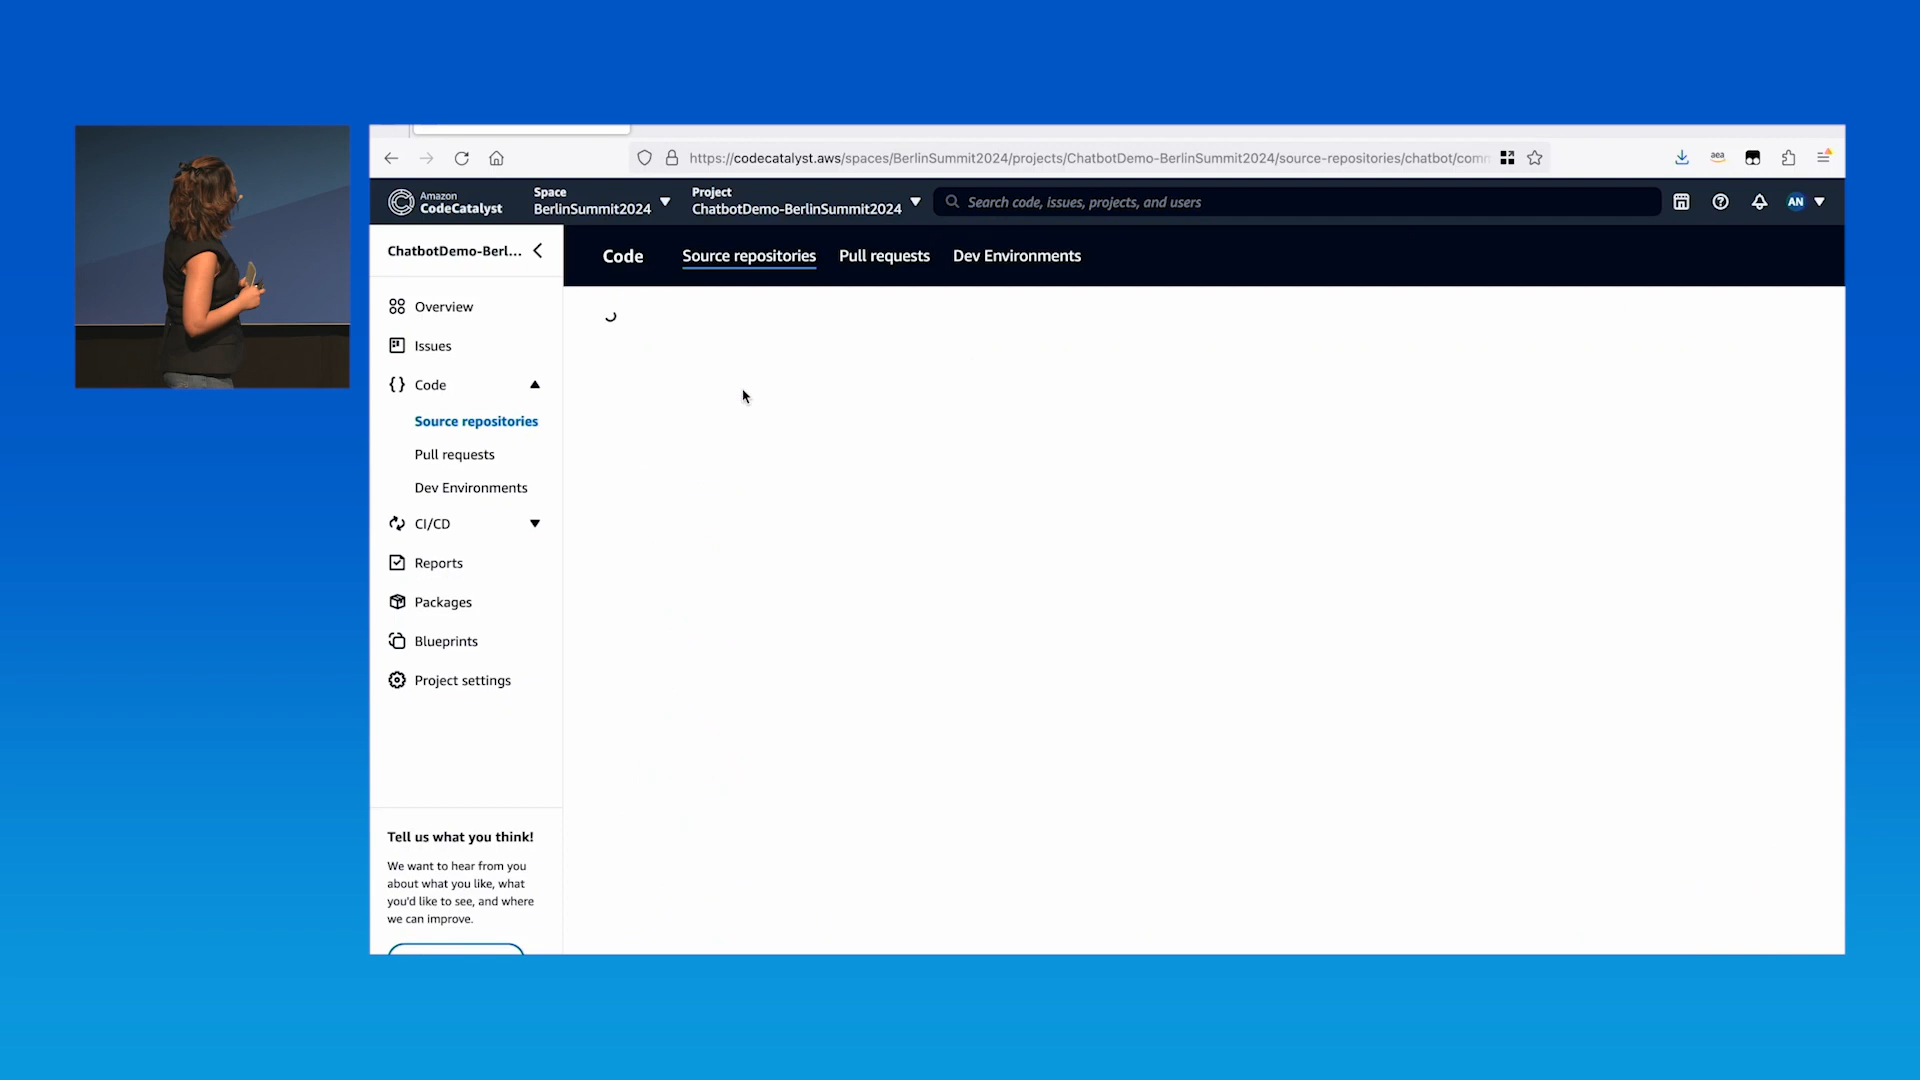 https://codecatalyst.aws/spaces/BerlinSummit2024/projects/ChatbotDemo-BerlinSummit2024/source-repositories/chatbot/comm
aea
Amazon
CodeCatalyst
Space
BerlinSummit2024
Project
ChatbotDemo-BerlinSummit2024
Search code, issues, projects, and users
AN
ChatbotDemo-Berl...
Code
Source repositories
Pull requests
Dev Environments
Overview
Issues
Code
Source repositories
Pull requests
Dev Environments
CI/CD
Reports
Packages
Blueprints
Project settings
Tell us what you think!
We want to hear from you
about what you like, what
you'd like to see, and where
we can improve.